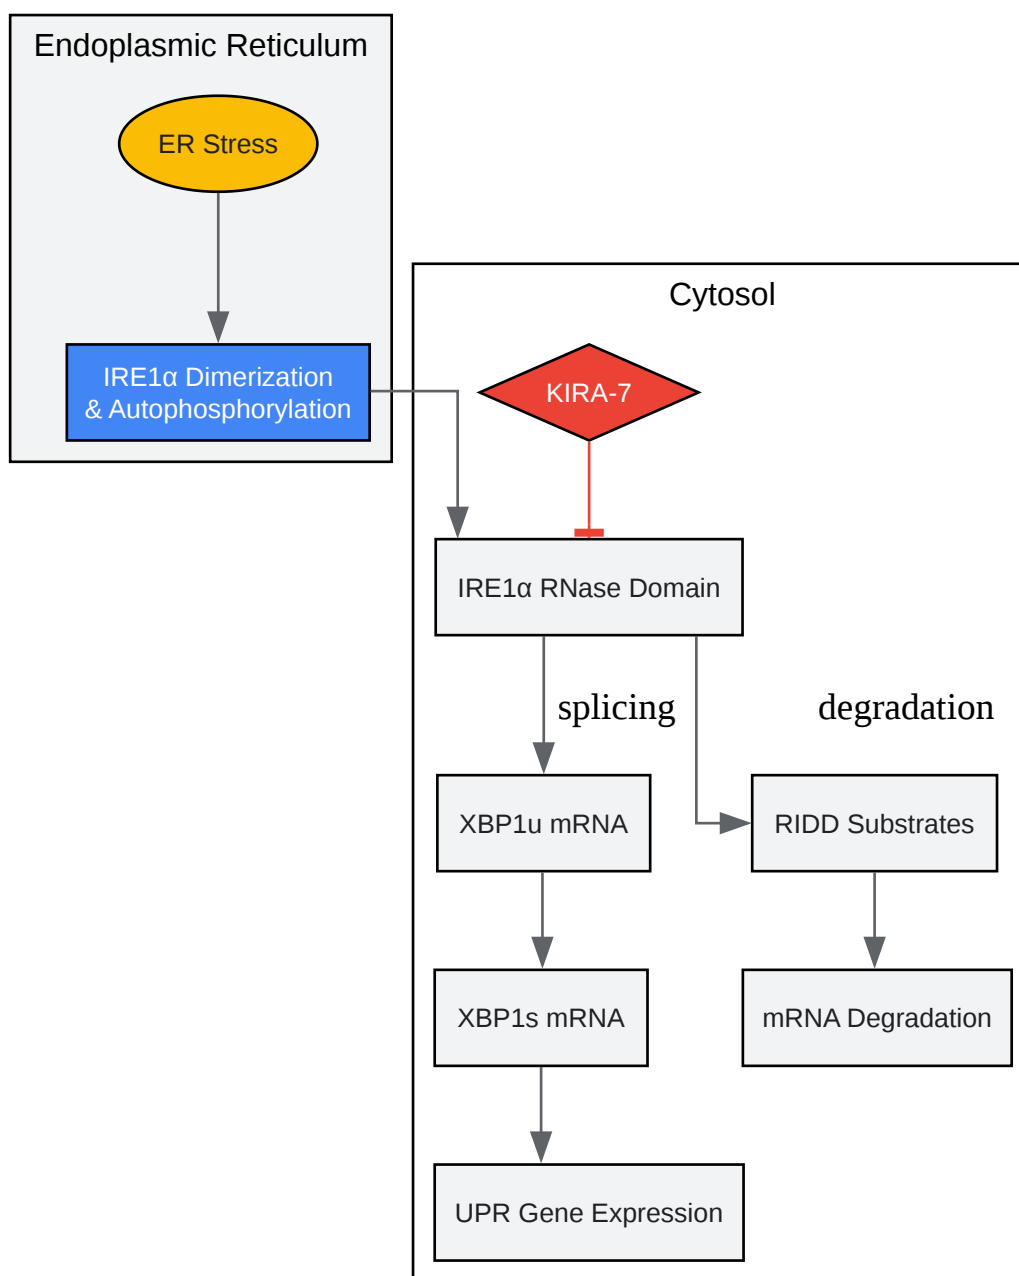 Endoplasmic Reticulum
ER Stress
IRE1α Dimerization
& Autophosphorylation
Cytosol
KIRA-7
IRE1α RNase Domain
splicing
degradation
XBP1u mRNA
RIDD Substrates
XBP1s mRNA
mRNA Degradation
UPR Gene Expression